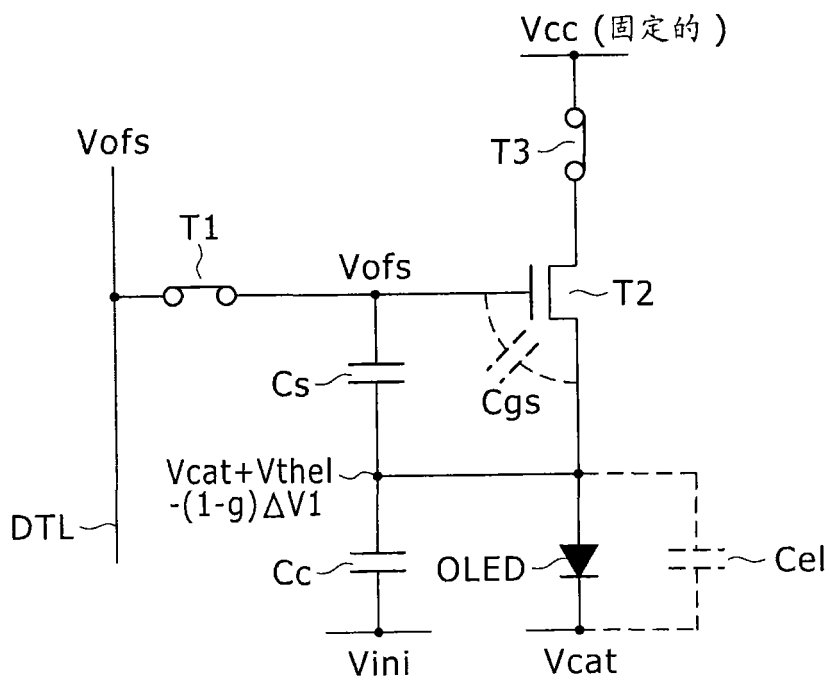 Vcc (固定的 )
Vofs
T3
T1
Vofs
T2
Cs
Cgs
Vcat+Vthel
-(1-g)ΔV1
DTL
Cc
OLED
Cel
Vini
Vcat